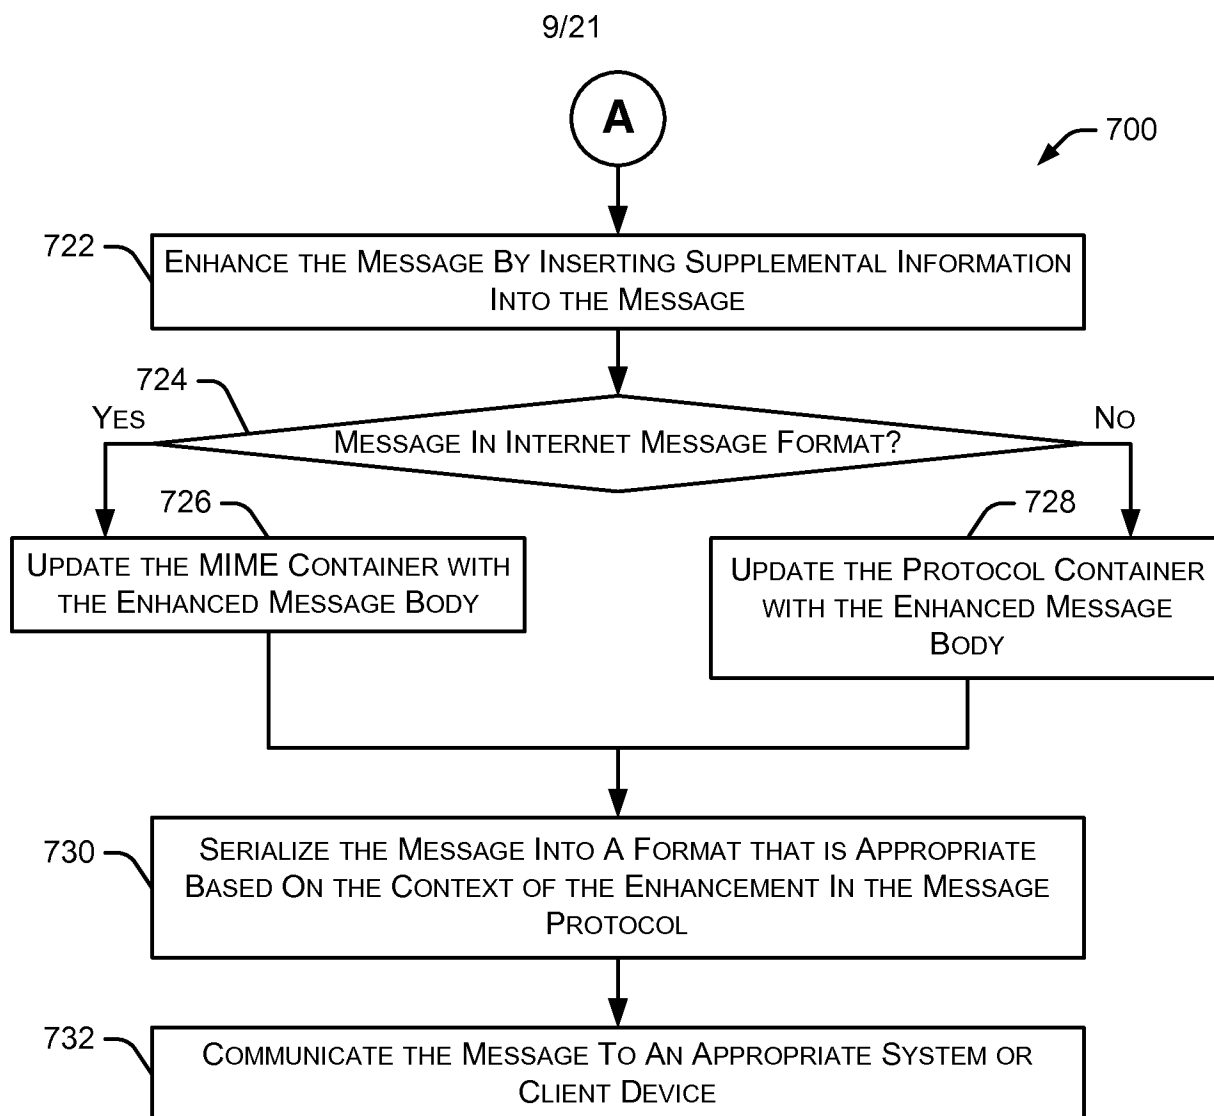 9/21
A
700
722
ENHANCE THE MESSAGE BY INSERTING SUPPLEMENTAL INFORMATION
INTO THE MESSAGE
724
YES
NO
MESSAGE IN INTERNET MESSAGE FORMAT?
726
728
UPDATE THE MIME CONTAINER WITH
THE ENHANCED MESSAGE BODY
UPDATE THE PROTOCOL CONTAINER
WITH THE ENHANCED MESSAGE
BODY
730
SERIALIZE THE MESSAGE INTO A FORMAT THAT IS APPROPRIATE
BASED ON THE CONTEXT OF THE ENHANCEMENT IN THE MESSAGE
PROTOCOL
732
COMMUNICATE THE MESSAGE TO AN APPROPRIATE SYSTEM OR
CLIENT DEVICE